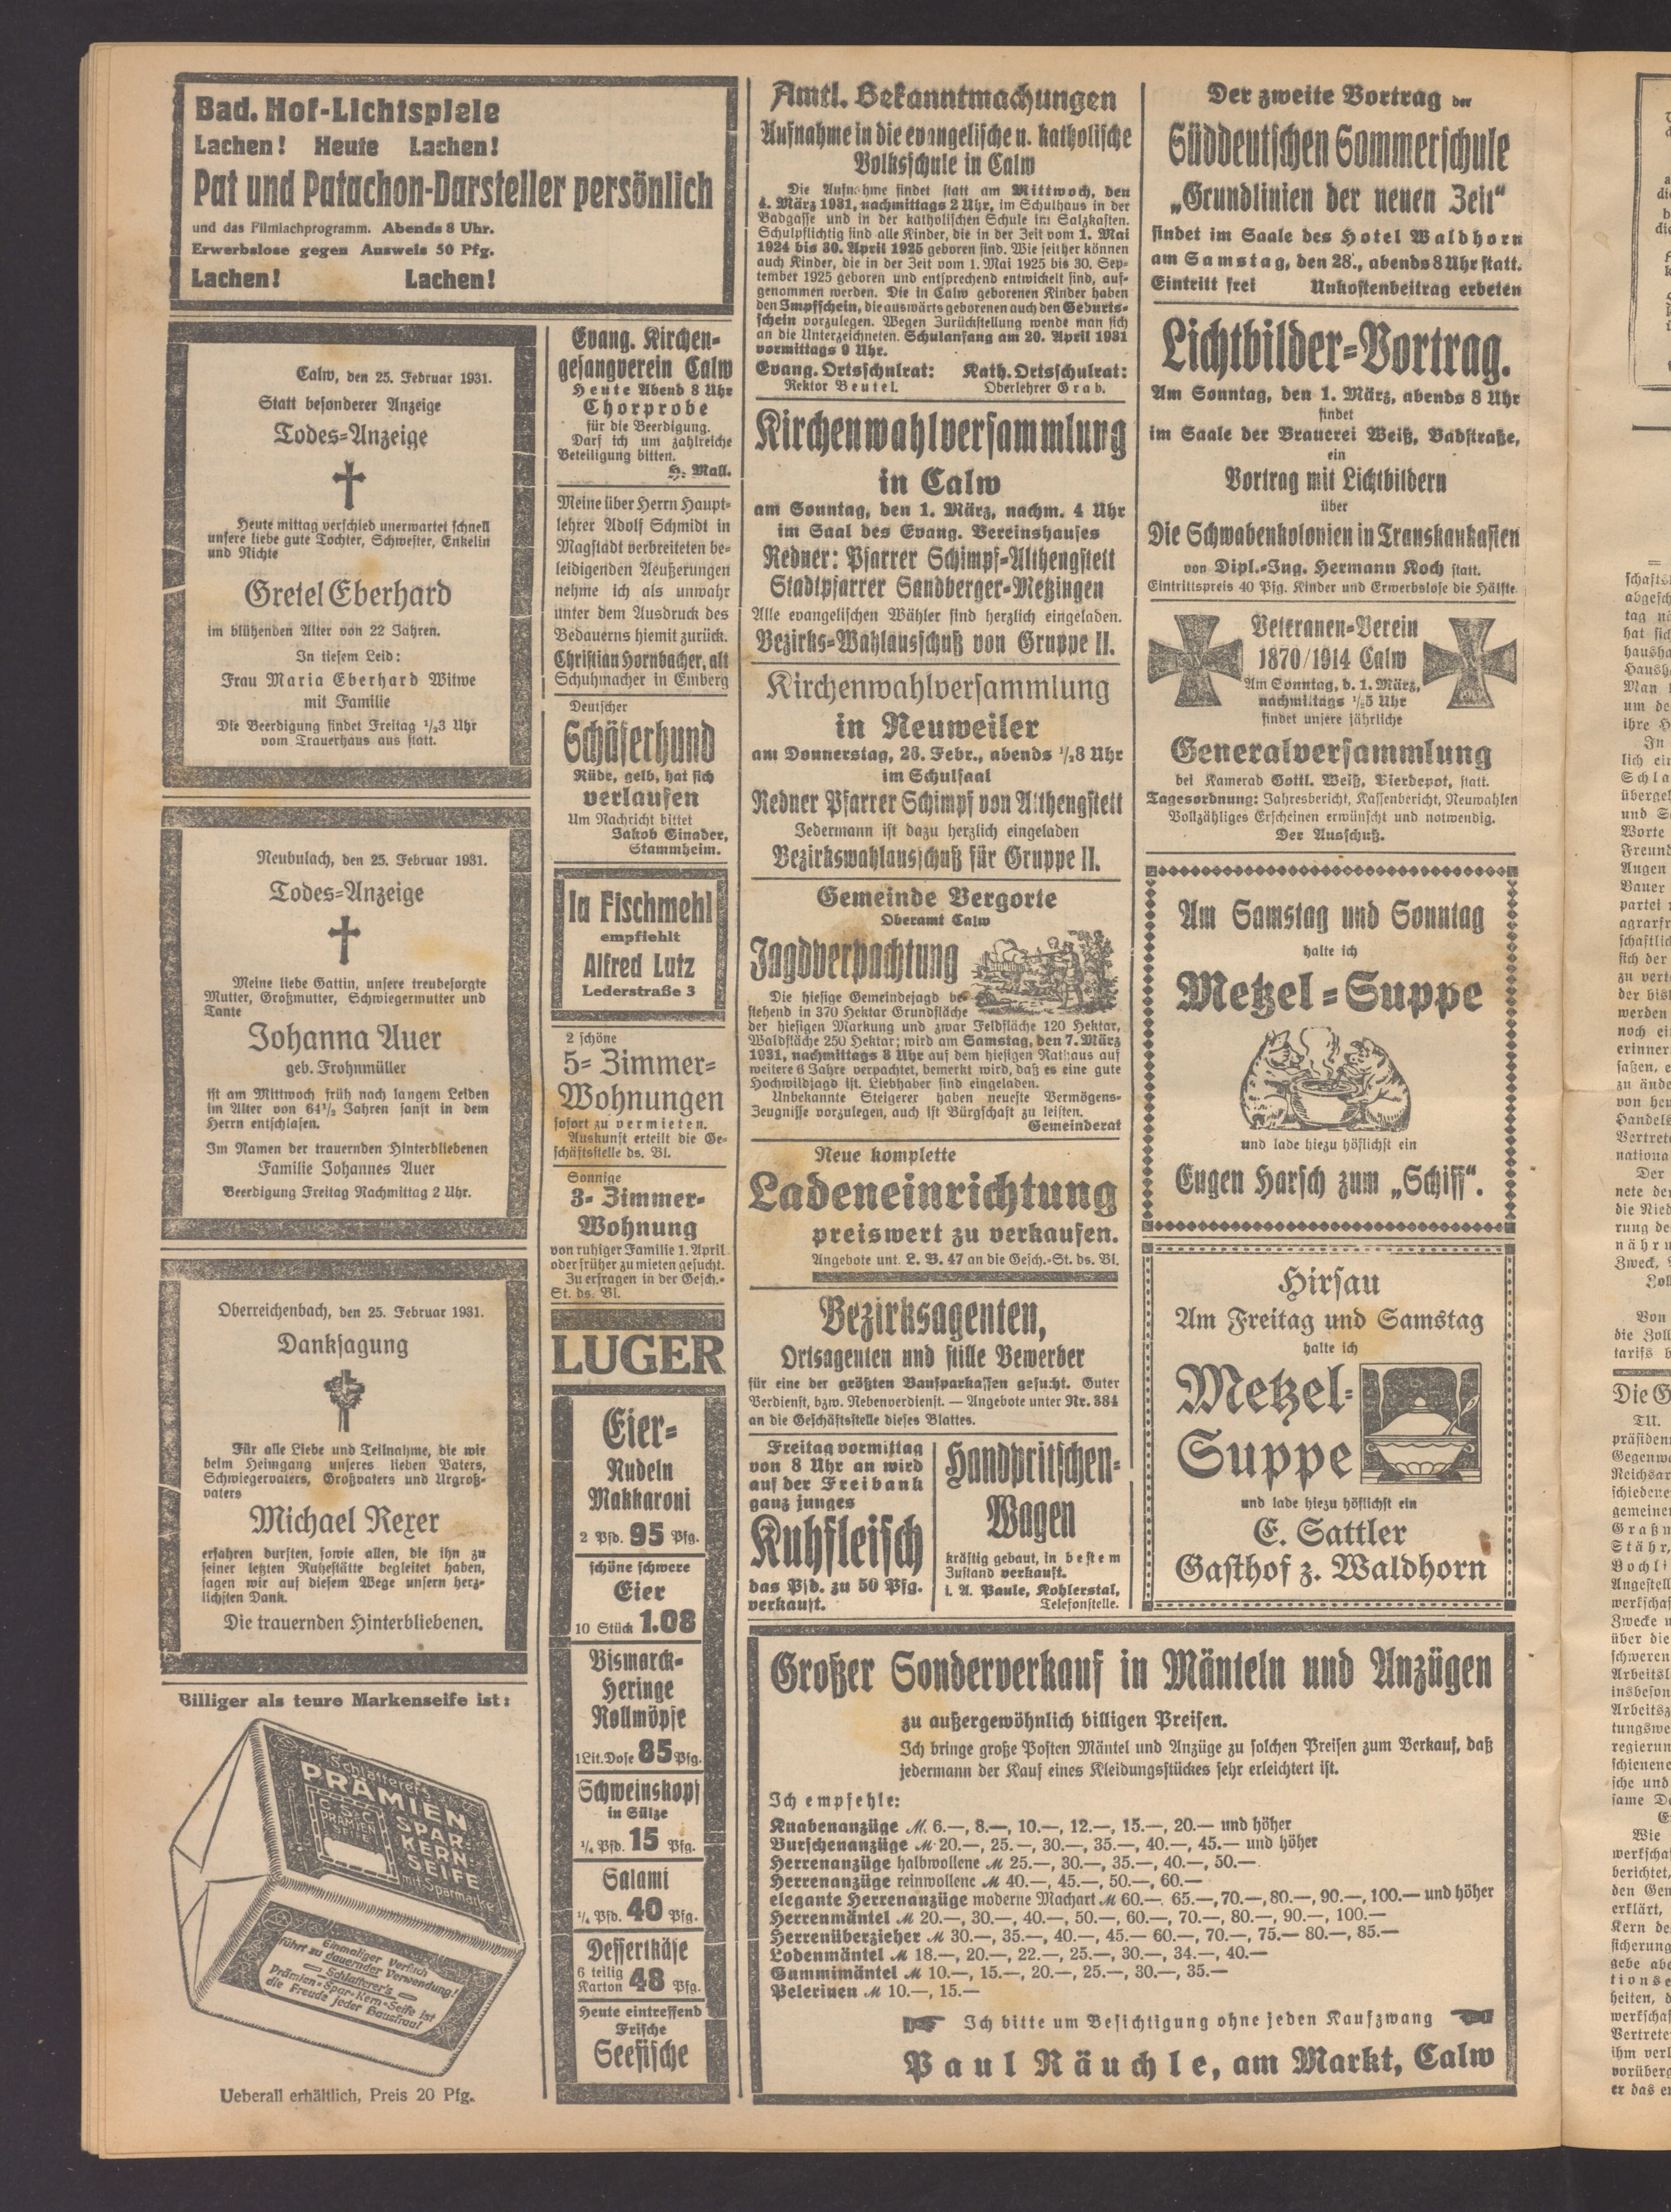 Bad. Hof-Lichtspiele
Lachen! Heute Lachen!
Pat und Patachon-Darsteller persönlich
und das Filmlachprogramm. Abends 8 Uhr.
Erwerbslose gegen Ausweis 50 Pfg.
Lachen! Lachen!
Calw, den 25. Februar 1931.
Statt besonderer Anzeige
Todes-Anzeige
Heute mittag verschied unerwartet schnell
unsere liebe gute Tochter, Schwester, Enkelin
und Nichte
Gretel Eberhard
im blühenden Alter von 22 Jahren.
In tiefem Leid:
Frau Maria Eberhard Witwe
mit Familie
Die Beerdigung findet Freitag ½3 Uhr
vom Trauerhaus aus statt.
Neubulach, den 25. Februar 1931.
Todes-Anzeige
Meine liebe Gattin, unsere treubesorgte
Mutter, Großmutter, Schwiegermutter und
Tante
Johanna Auer
geb. Frohnmüller
ist am Mittwoch früh nach langem Leiden
im Alter von 64½ Jahren sanft in dem
Herrn entschlafen.
Im Namen der trauernden Hinterbliebenen
Familie Johannes Auer
Beerdigung Freitag Nachmittag 2 Uhr.
Oberreichenbach, den 25. Februar 1931.
Danksagung
Für alle Liebe und Teilnahme, die wir
beim Heimgang unseres lieben Vaters,
Schwiegervaters, Großvaters und Urgroß-
vaters
Michael Rexer
erfahren durften, sowie allen, die ihn zu
seiner letzten Ruhestätte begleitet haben,
sagen wir auf diesem Wege unsern herz-
lichsten Dank.
Die trauernden Hinterbliebenen.
Billiger als teure Markenseife ist:
Schlatterer's
PRÄMIEN
SPAR-
KERN-
SEIFE
mit Sparmarke
Einmaliger Versuch
führt zu dauernder Verwendung!
Schlatterer's
Prämien-Spar-Kern-Seife ist
die Freude jeder Hausfrau!
Ueberall erhältlich, Preis 20 Pfg.
Evang. Kirchen-
gesangverein Calw
Heute Abend 8 Uhr
Chorprobe
für die Beerdigung.
Darf ich um zahlreiche
Beteiligung bitten.
H. Mall.
Meine über Herrn Haupt-
lehrer Adolf Schmidt in
Magstadt verbreiteten be-
leidigenden Aeußerungen
nehme ich als unwahr
unter dem Ausdruck des
Bedauerns hiemit zurück.
Christian Hornbacher, alt
Schuhmacher in Emberg
Deutscher
Schäferhund
Rüde, gelb, hat sich
verlaufen
Um Nachricht bittet
Jakob Ginader,
Stammheim.
Ia Fischmehl
empfiehlt
Alfred Lutz
Lederstraße 3
2 schöne
5- Zimmer-
Wohnungen
sofort zu vermieten.
Auskunft erteilt die Ge-
schäftsstelle ds. Bl.
Sonnige
3- Zimmer-
Wohnung
von ruhiger Familie 1. April
oder früher zu mieten gesucht.
Zu erfragen in der Gesch.-
St. ds. Bl.
LUGER
Eier-
Nudeln
Makkaroni
2 Pfd. 95 Pfg.
schöne schwere
Eier
10 Stück 1.08
Bismarck-
Heringe
Rollmöpse
1 Lit. Dose 85 Pfg.
Schweinskopf
in Sülze
¼ Pfd. 15 Pfg.
Salami
¼ Pfd. 40 Pfg.
Dessertkäse
6 teilig
Karton 48 Pfg.
Heute eintreffend
Frische
Seefische
Amtl. Bekanntmachungen
Aufnahme in die evangelische u. katholische
Volksschule in Calw
Die Aufnahme findet statt am Mittwoch, den
4. März 1931, nachmittags 2 Uhr, im Schulhaus in der
Badgasse und in der katholischen Schule im Salzkasten.
Schulpflichtig sind alle Kinder, die in der Zeit vom 1. Mai
1924 bis 30. April 1925 geboren sind. Wie seither können
auch Kinder, die in der Zeit vom 1. Mai 1925 bis 30. Sep-
tember 1925 geboren und entsprechend entwickelt sind, auf-
genommen werden. Die in Calw geborenen Kinder haben
den Impfschein, die auswärts geborenen auch den Geburts-
schein vorzulegen. Wegen Zurückstellung wende man sich
an die Unterzeichneten. Schulanfang am 20. April 1931
vormittags 9 Uhr.
Evang. Ortsschulrat: Kath. Ortsschulrat:
Rektor Beutel. Oberlehrer Grab.
Kirchenwahlversammlung
in Calw
am Sonntag, den 1. März, nachm. 4 Uhr
im Saal des Evang. Vereinshauses
Redner: Pfarrer Schimpf-Althengstett
Stadtpfarrer Sandberger-Metzingen
Alle evangelischen Wähler sind herzlich eingeladen.
Bezirks-Wahlausschuß von Gruppe II.
Kirchenwahlversammlung
in Neuweiler
am Donnerstag, 26. Febr., abends ½8 Uhr
im Schulsaal
Redner Pfarrer Schimpf von Althengstett
Jedermann ist dazu herzlich eingeladen
Bezirkswahlausschuß für Gruppe II.
Gemeinde Bergorte
Oberamt Calw
Jagdverpachtung
Die hiesige Gemeindejagd be-
stehend in 370 Hektar Grundfläche
der hiesigen Markung und zwar Feldfläche 120 Hektar,
Waldfläche 250 Hektar; wird am Samstag, den 7. März
1931, nachmittags 3 Uhr auf dem hiesigen Rathaus auf
weitere 6 Jahre verpachtet, bemerkt wird, daß es eine gute
Hochwildjagd ist. Liebhaber sind eingeladen.
Unbekannte Steigerer haben neueste Vermögens-
Zeugnisse vorzulegen, auch ist Bürgschaft zu leisten.
Gemeinderat
Neue komplette
Ladeneinrichtung
preiswert zu verkaufen.
Angebote unt. L. B. 47 an die Gesch.-St. ds. Bl.
Bezirksagenten,
Ortsagenten und stille Bewerber
für eine der größten Bausparkassen gesucht. Guter
Verdienst, bzw. Nebenverdienst. — Angebote unter Nr. 384
an die Geschäftsstelle dieses Blattes.
Freitag vormittag
von 8 Uhr an wird
auf der Freibank
ganz junges
Kuhfleisch
das Pfd. zu 50 Pfg.
verkauft.
Handpritschen-
Wagen
kräftig gebaut, in bestem
Zustand verkauft.
i. A. Paule, Kohlerstal,
Telefonstelle.
Der zweite Vortrag der
Süddeutschen Sommerschule
„Grundlinien der neuen Zeit“
findet im Saale des Hotel Waldhorn
am Samstag, den 28., abends 8 Uhr statt.
Eintritt frei Unkostenbeitrag erbeten
Lichtbilder-Vortrag.
Am Sonntag, den 1. März, abends 8 Uhr
findet
im Saale der Brauerei Weiß, Badstraße,
ein
Vortrag mit Lichtbildern
über
Die Schwabenkolonien in Transkaukasien
von Dipl.-Ing. Hermann Koch statt.
Eintrittspreis 40 Pfg. Kinder und Erwerbslose die Hälfte.
Veteranen-Verein
1870/1914 Calw
Am Sonntag, d. 1. März,
nachmittags ½5 Uhr
findet unsere jährliche
Generalversammlung
bei Kamerad Gottl. Weiß, Bierdepot, statt.
Tagesordnung: Jahresbericht, Kassenbericht, Neuwahlen
Vollzähliges Erscheinen erwünscht und notwendig.
Der Ausschuß.
Am Samstag und Sonntag
halte ich
Metzel-Suppe
und lade hiezu höflichst ein
Eugen Harsch zum „Schiff“.
Hirsau
Am Freitag und Samstag
halte ich
Metzel-
Suppe
und lade hiezu höflichst ein
E. Sattler
Gasthof z. Waldhorn
Großer Sonderverkauf in Mänteln und Anzügen
zu außergewöhnlich billigen Preisen.
Ich bringe große Posten Mäntel und Anzüge zu solchen Preisen zum Verkauf, daß
jedermann der Kauf eines Kleidungsstückes sehr erleichtert ist.
Ich empfehle:
Knabenanzüge M. 6.—, 8.—, 10.—, 12.—, 15.—, 20.— und höher
Burschenanzüge M 20.—, 25.—, 30.—, 35.—, 40.—, 45.— und höher
Herrenanzüge halbwollene M 25.—, 30.—, 35.—, 40.—, 50.—
Herrenanzüge reinwollene M 40.—, 45.—, 50.—, 60.—
elegante Herrenanzüge moderne Machart M 60.— 65.—, 70.—, 80.—, 90.—, 100.— und höher
Herrenmäntel M 20.—, 30.—, 40.—, 50.—, 60.—, 70.—, 80.—, 90.—, 100.—
Herrenüberzieher M 30.—, 35.—, 40.—, 45.— 60.—, 70.—, 75.— 80.—, 85.—
Lodenmäntel M 18.—, 20.—, 22.—, 25.—, 30.—, 34.—, 40.—
Gummimäntel M 10.—, 15.—, 20.—, 25.—, 30.—, 35.—
Pelerinen M 10.—, 15.—
Ich bitte um Besichtigung ohne jeden Kaufzwang
Paul Räuchle, am Markt, Calw